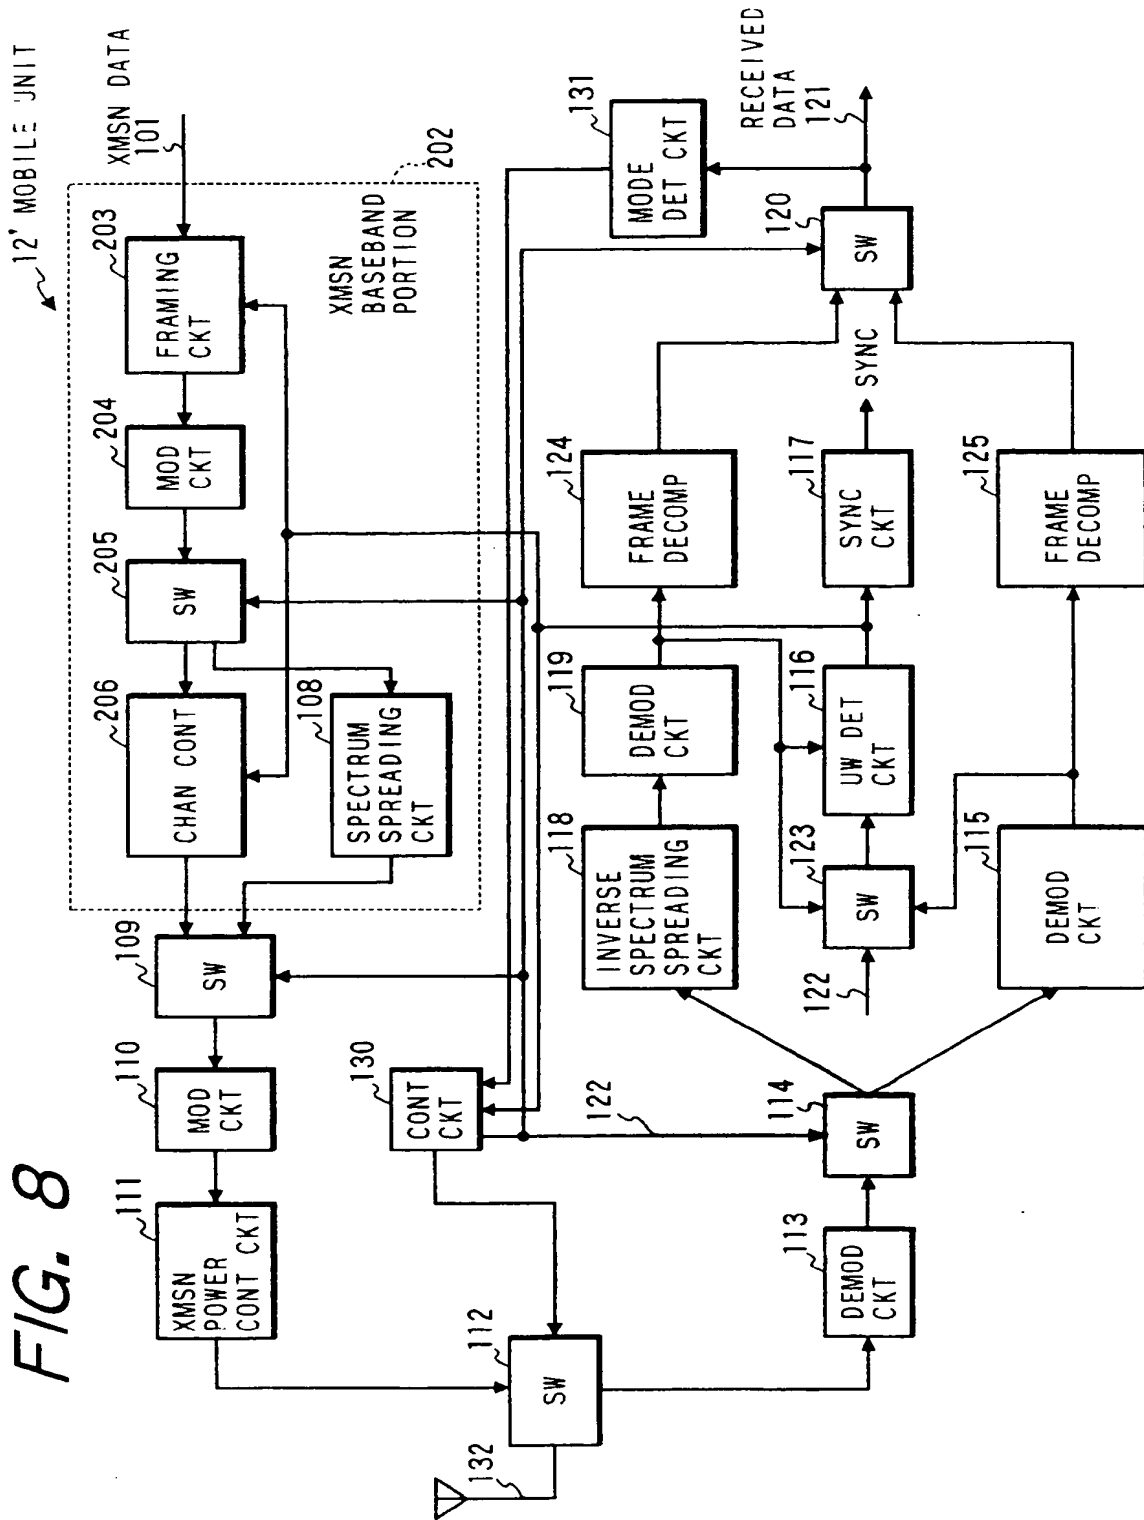 FIG. 8
12' MOBILE UNIT
XMSN DATA
101
202
XMSN
BASEBAND
PORTION
203
FRAMING
CKT
204
MOD
CKT
205
SW
206
CHAN CONT
108
SPECTRUM
SPREADING
CKT
109
SW
110
MOD
CKT
111
XMSN
POWER
CONT CKT
112
SW
132
130
CONT
CKT
131
MODE
DET CKT
RECEIVED
DATA
121
120
SW
122
113
DEMOD
CKT
114
SW
118
INVERSE
SPECTRUM
SPREADING
CKT
119
DEMOD
CKT
124
FRAME
DECOMP
122
123
SW
116
UW DET
CKT
117
SYNC
CKT
SYNC
115
DEMOD
CKT
125
FRAME
DECOMP